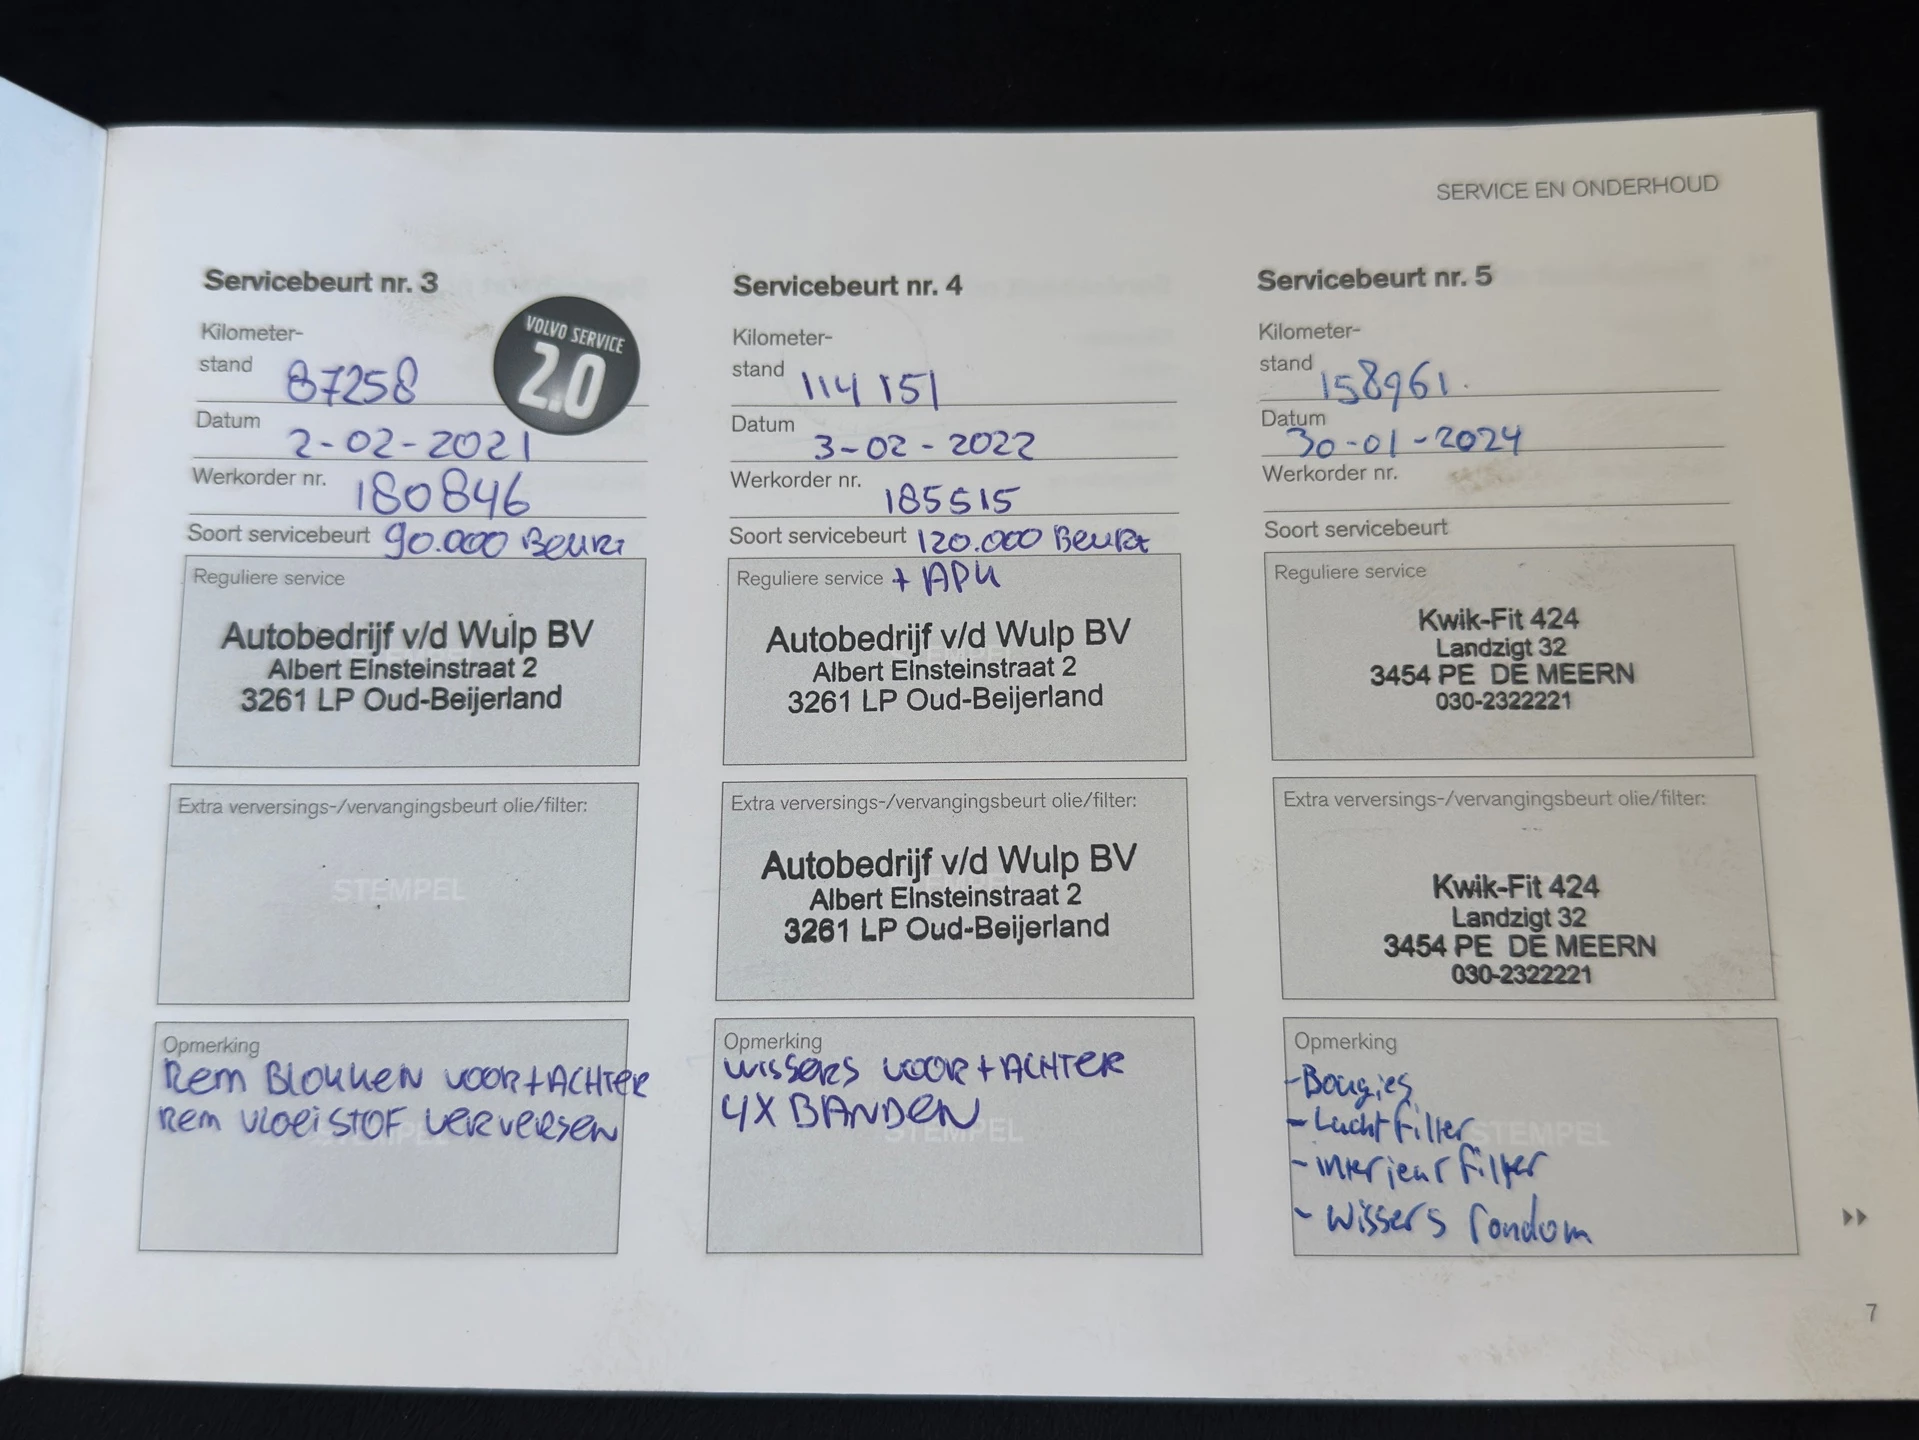 SERVICE EN ONDERHOUD
Servicebeurt nr. 3
VOLVO SERVICE
2.0
Kilometer-
stand 87258
Datum 2-02-2021
Werkorder nr. 180846
Soort servicebeurt 90.000 Beurt
Reguliere service
Autobedrijf v/d Wulp BV
Albert EInsteinstraat 2
3261 LP Oud-Beijerland
Extra verversings-/vervangingsbeurt olie/filter:
STEMPEL
Opmerking
Rem BLOKKEN VOOR+ACHTER
Rem VLOEISTOF VERVERSEN
Servicebeurt nr. 4
Kilometer-
stand 114151
Datum 3-02-2022
Werkorder nr. 185515
Soort servicebeurt 120.000 Beurt
Reguliere service + APK
Autobedrijf v/d Wulp BV
Albert EInsteinstraat 2
3261 LP Oud-Beijerland
Extra verversings-/vervangingsbeurt olie/filter:
Autobedrijf v/d Wulp BV
Albert EInsteinstraat 2
3261 LP Oud-Beijerland
Opmerking
WISSERS VOOR+ACHTER
4X BANDEN
STEMPEL
Servicebeurt nr. 5
Kilometer-
stand 158961.
Datum 30-01-2024
Werkorder nr.
Soort servicebeurt
Reguliere service
Kwik-Fit 424
Landzigt 32
3454 PE DE MEERN
030-2322221
Extra verversings-/vervangingsbeurt olie/filter:
Kwik-Fit 424
Landzigt 32
3454 PE DE MEERN
030-2322221
Opmerking
-Bougies
-Luchtfilter
STEMPEL
-interieurfilter
- Wissers rondom
7